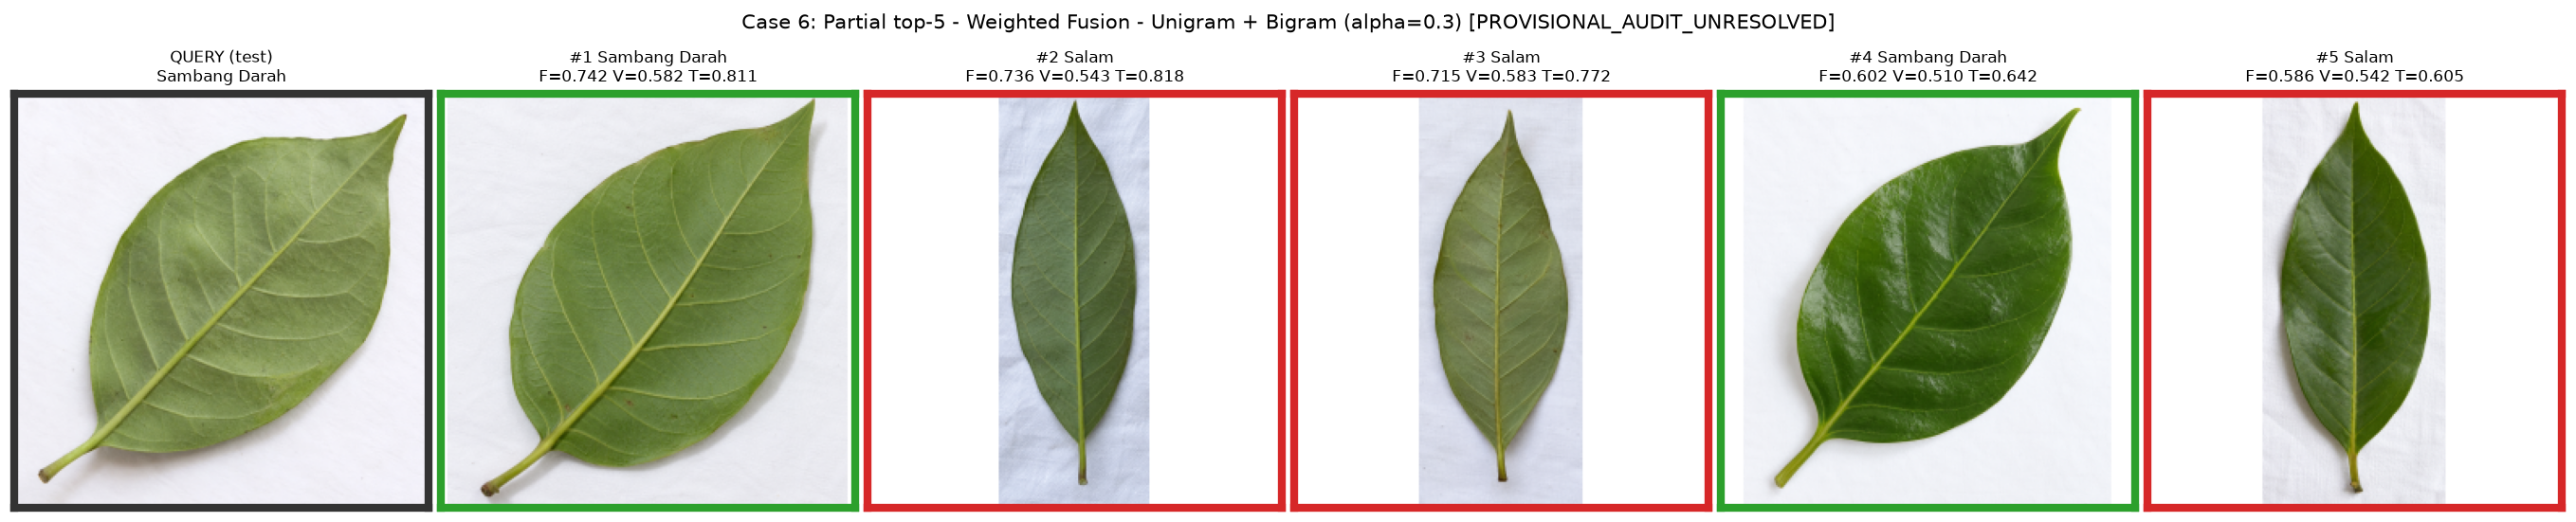 Case 6: Partial top-5 - Weighted Fusion - Unigram + Bigram (alpha=0.3) [PROVISIONAL_AUDIT_UNRESOLVED]
QUERY (test)
Sambang Darah
#1 Sambang Darah
F=0.742 V=0.582 T=0.811
#2 Salam
F=0.736 V=0.543 T=0.818
#3 Salam
F=0.715 V=0.583 T=0.772
#4 Sambang Darah
F=0.602 V=0.510 T=0.642
#5 Salam
F=0.586 V=0.542 T=0.605